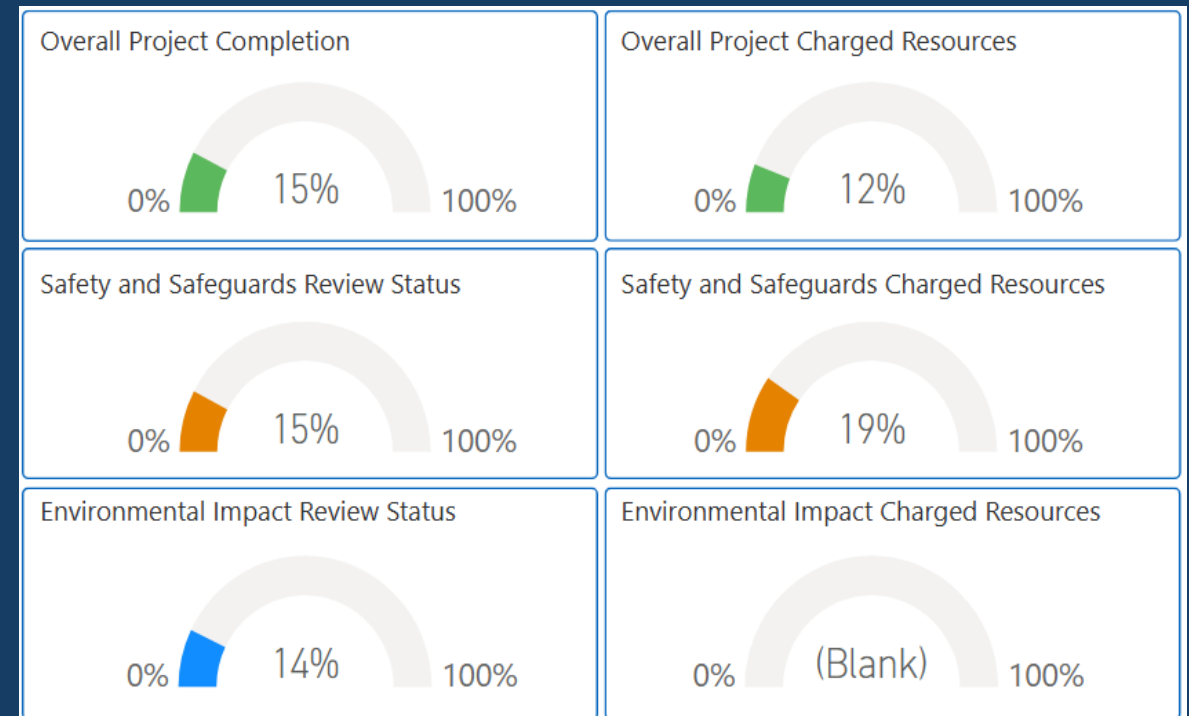 Overall Project Completion
0% 15% 100%
Overall Project Charged Resources
0% 12% 100%
Safety and Safeguards Review Status
0% 15% 100%
Safety and Safeguards Charged Resources
0% 19% 100%
Environmental Impact Review Status
0% 14% 100%
Environmental Impact Charged Resources
0% (Blank) 100%